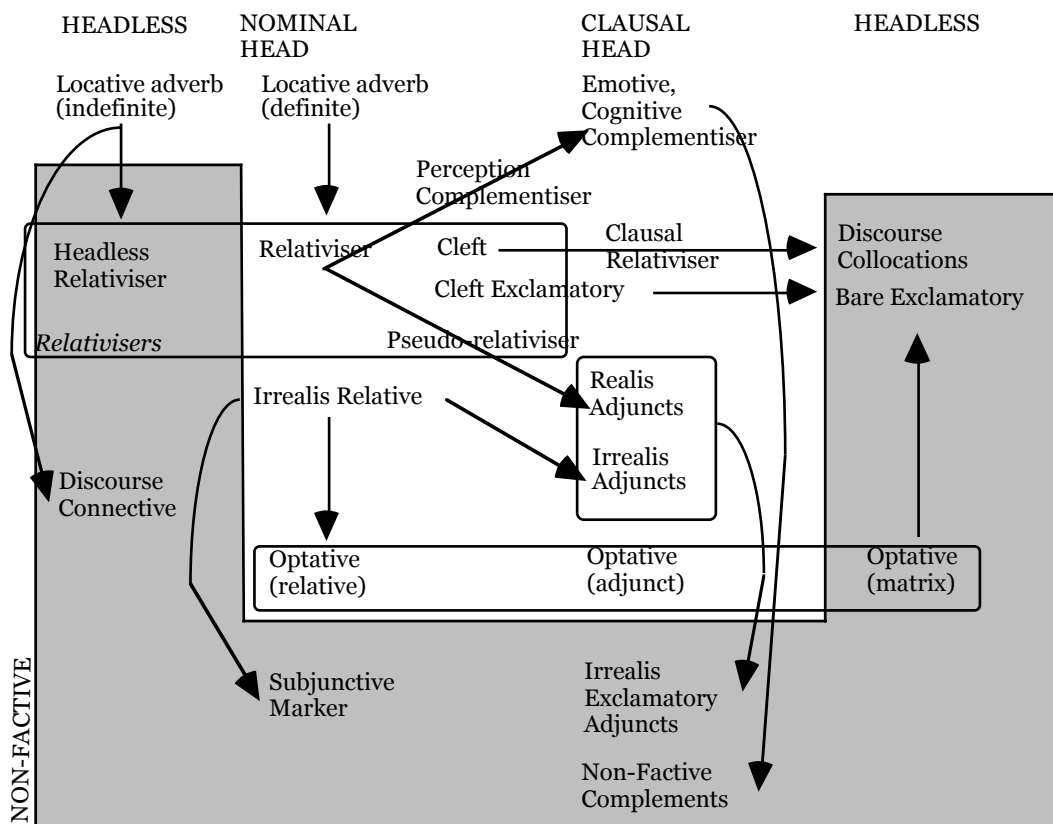 HEADLESS
NOMINAL
HEAD
CLAUSAL
HEAD
HEADLESS
Locative adverb
(indefinite)
Locative adverb
(definite)
Emotive,
Cognitive
Complementiser
Perception
Complementiser
Headless
Relativiser
Relativiser
Cleft
Clausal
Relativiser
Discourse
Collocations
Cleft Exclamatory
Bare Exclamatory
Relativisers
Pseudo-relativiser
Irrealis Relative
Realis
Adjuncts
Irrealis
Adjuncts
Discourse
Connective
Optative
(relative)
Optative
(adjunct)
Optative
(matrix)
NON-FACTIVE
Subjunctive
Marker
Irrealis
Exclamatory
Adjuncts
Non-Factive
Complements